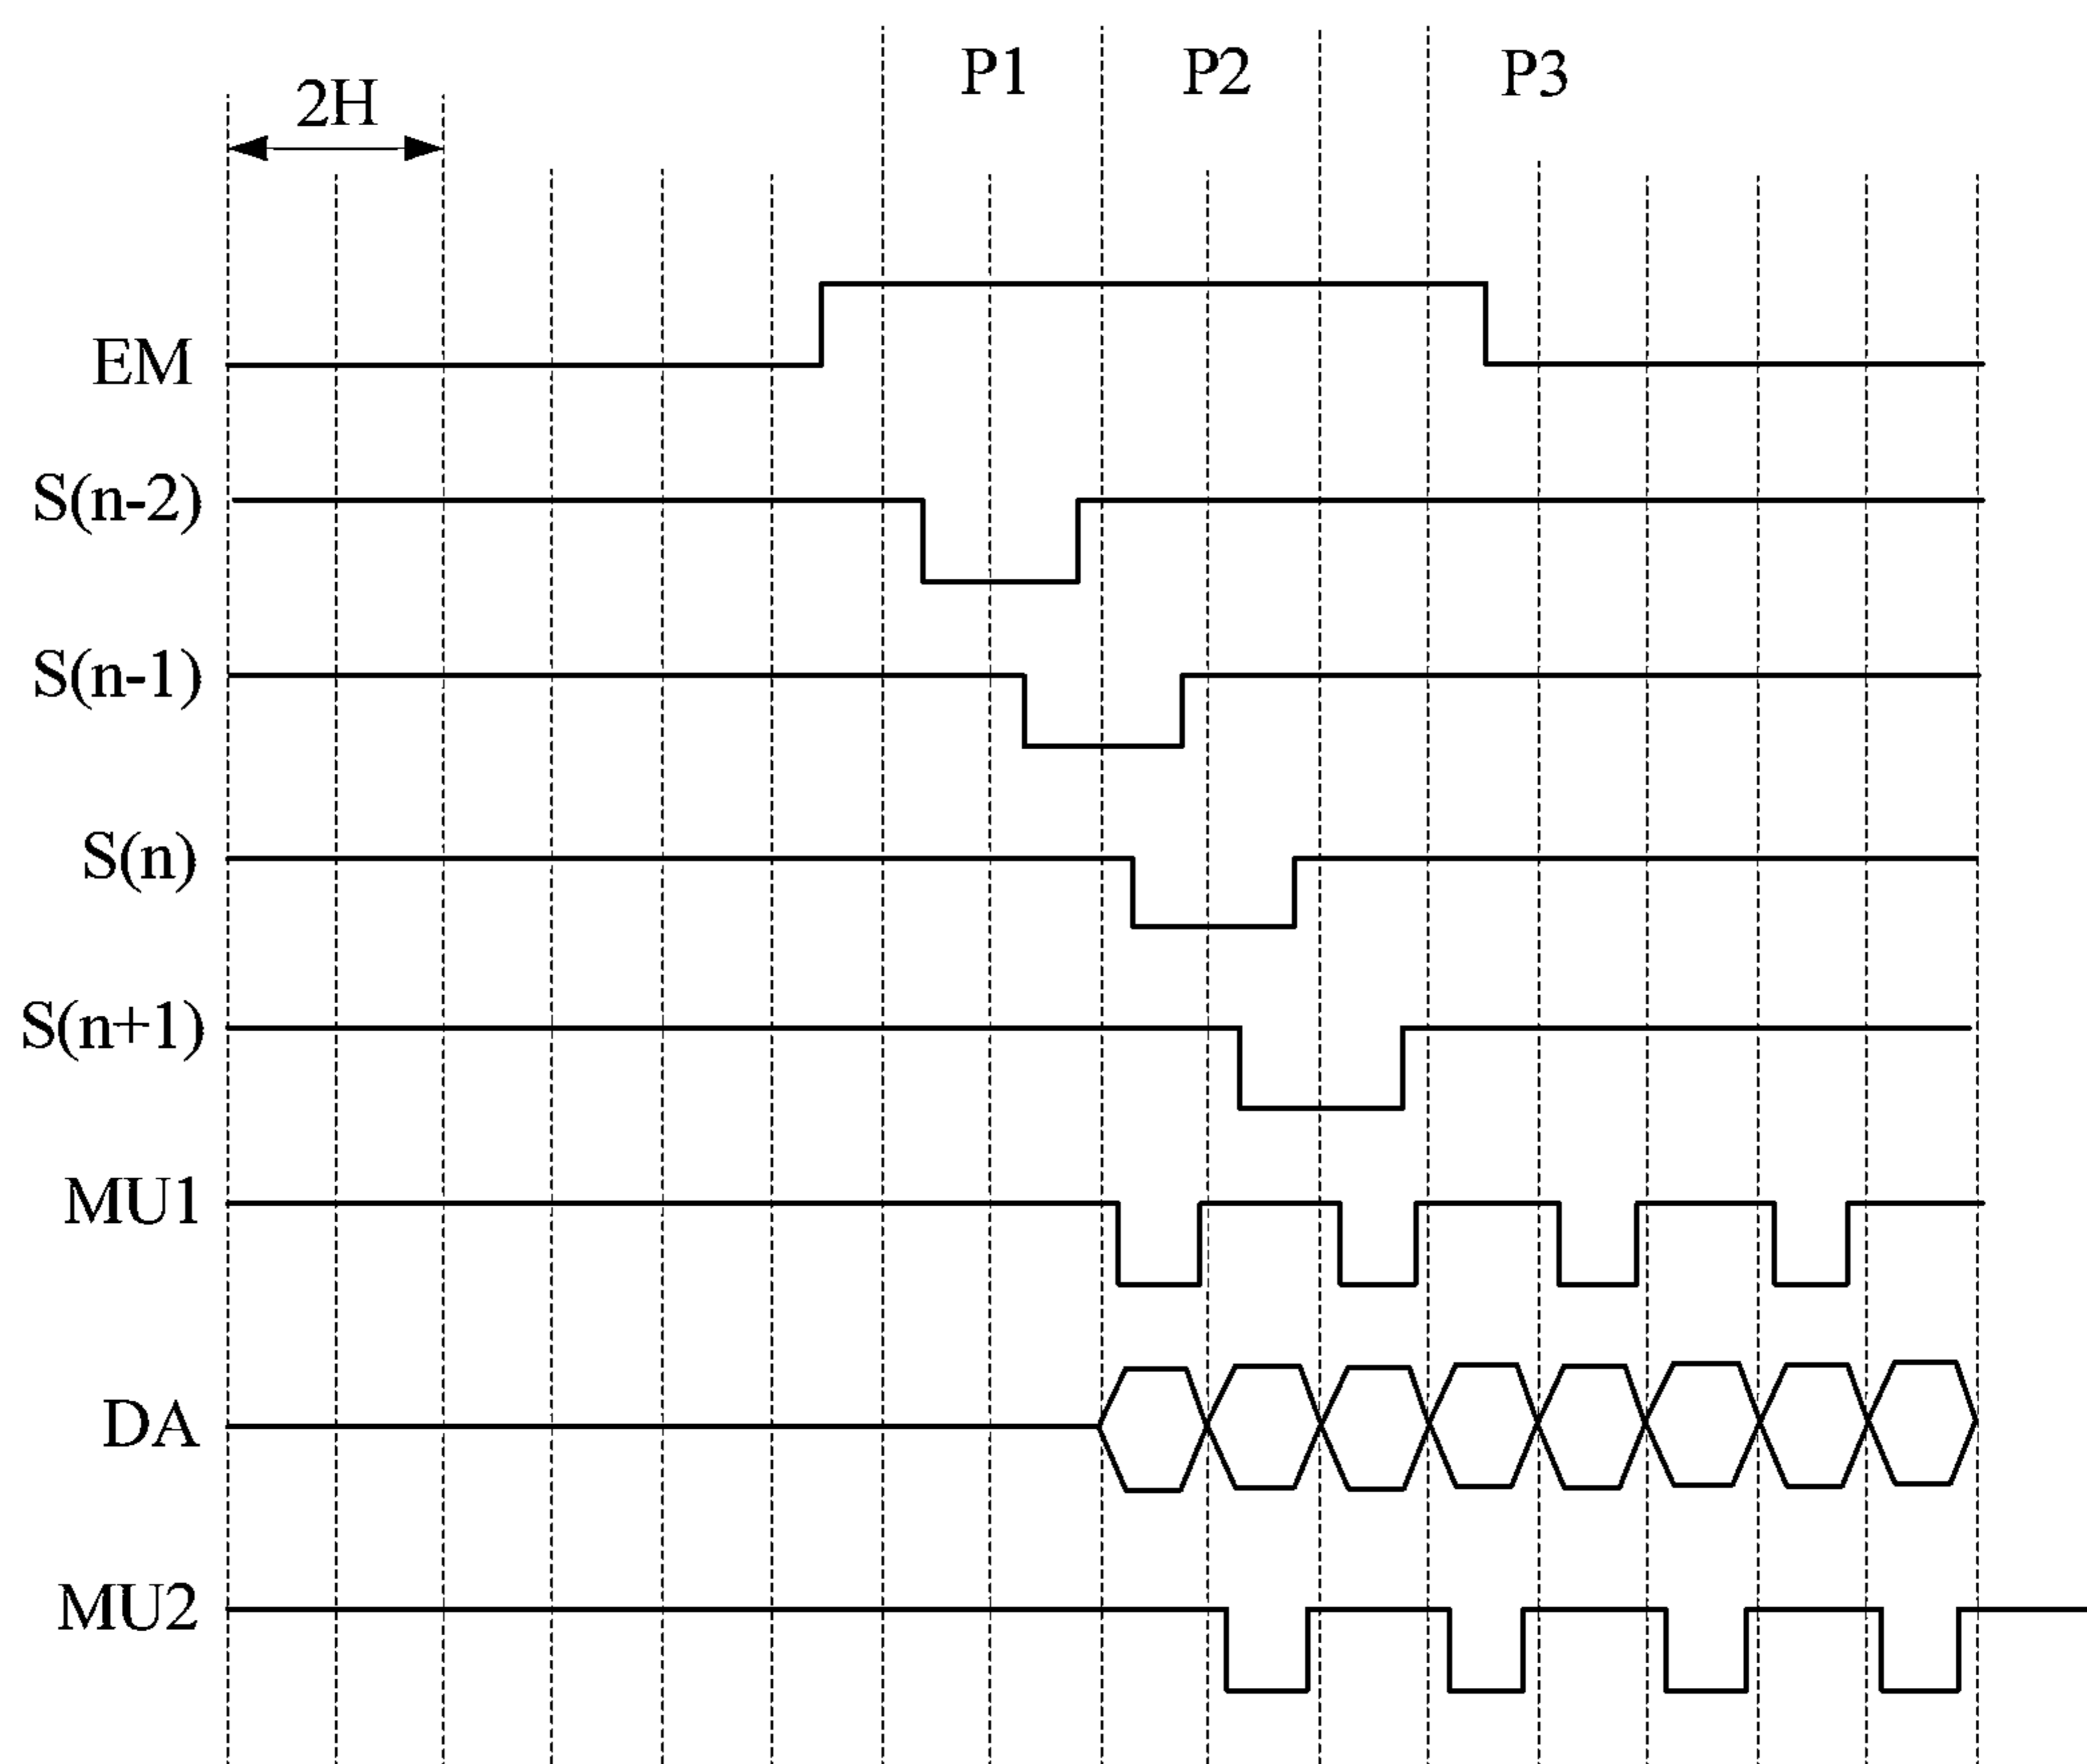 P1 P2 P3
2H
EM
S(n-2)
S(n-1)
S(n)
S(n+1)
MU1
DA
MU2